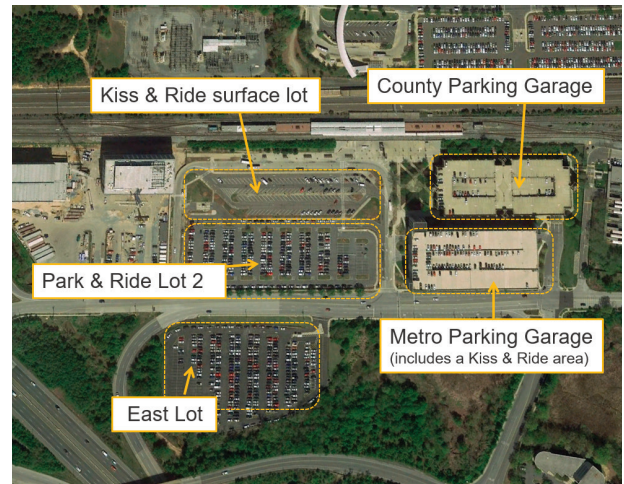 Kiss & Ride surface lot
County Parking Garage
Park & Ride Lot 2
Metro Parking Garage
(includes a Kiss & Ride area)
East Lot